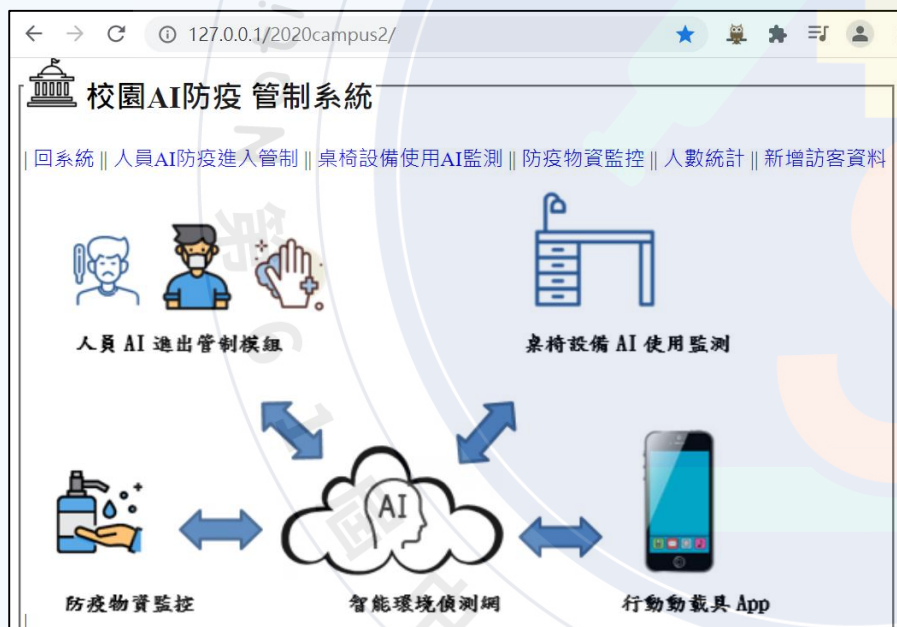 127.0.0.1/2020campus2/
校園AI防疫 管制系統
| 回系統 || 人員AI防疫進入管制 || 桌椅設備使用AI監測 || 防疫物資監控 || 人數統計 || 新增訪客資料
人員 AI 進出管制模組
桌椅設備 AI 使用監測
AI
防疫物資監控
智能環境偵測網
行動動載具 App